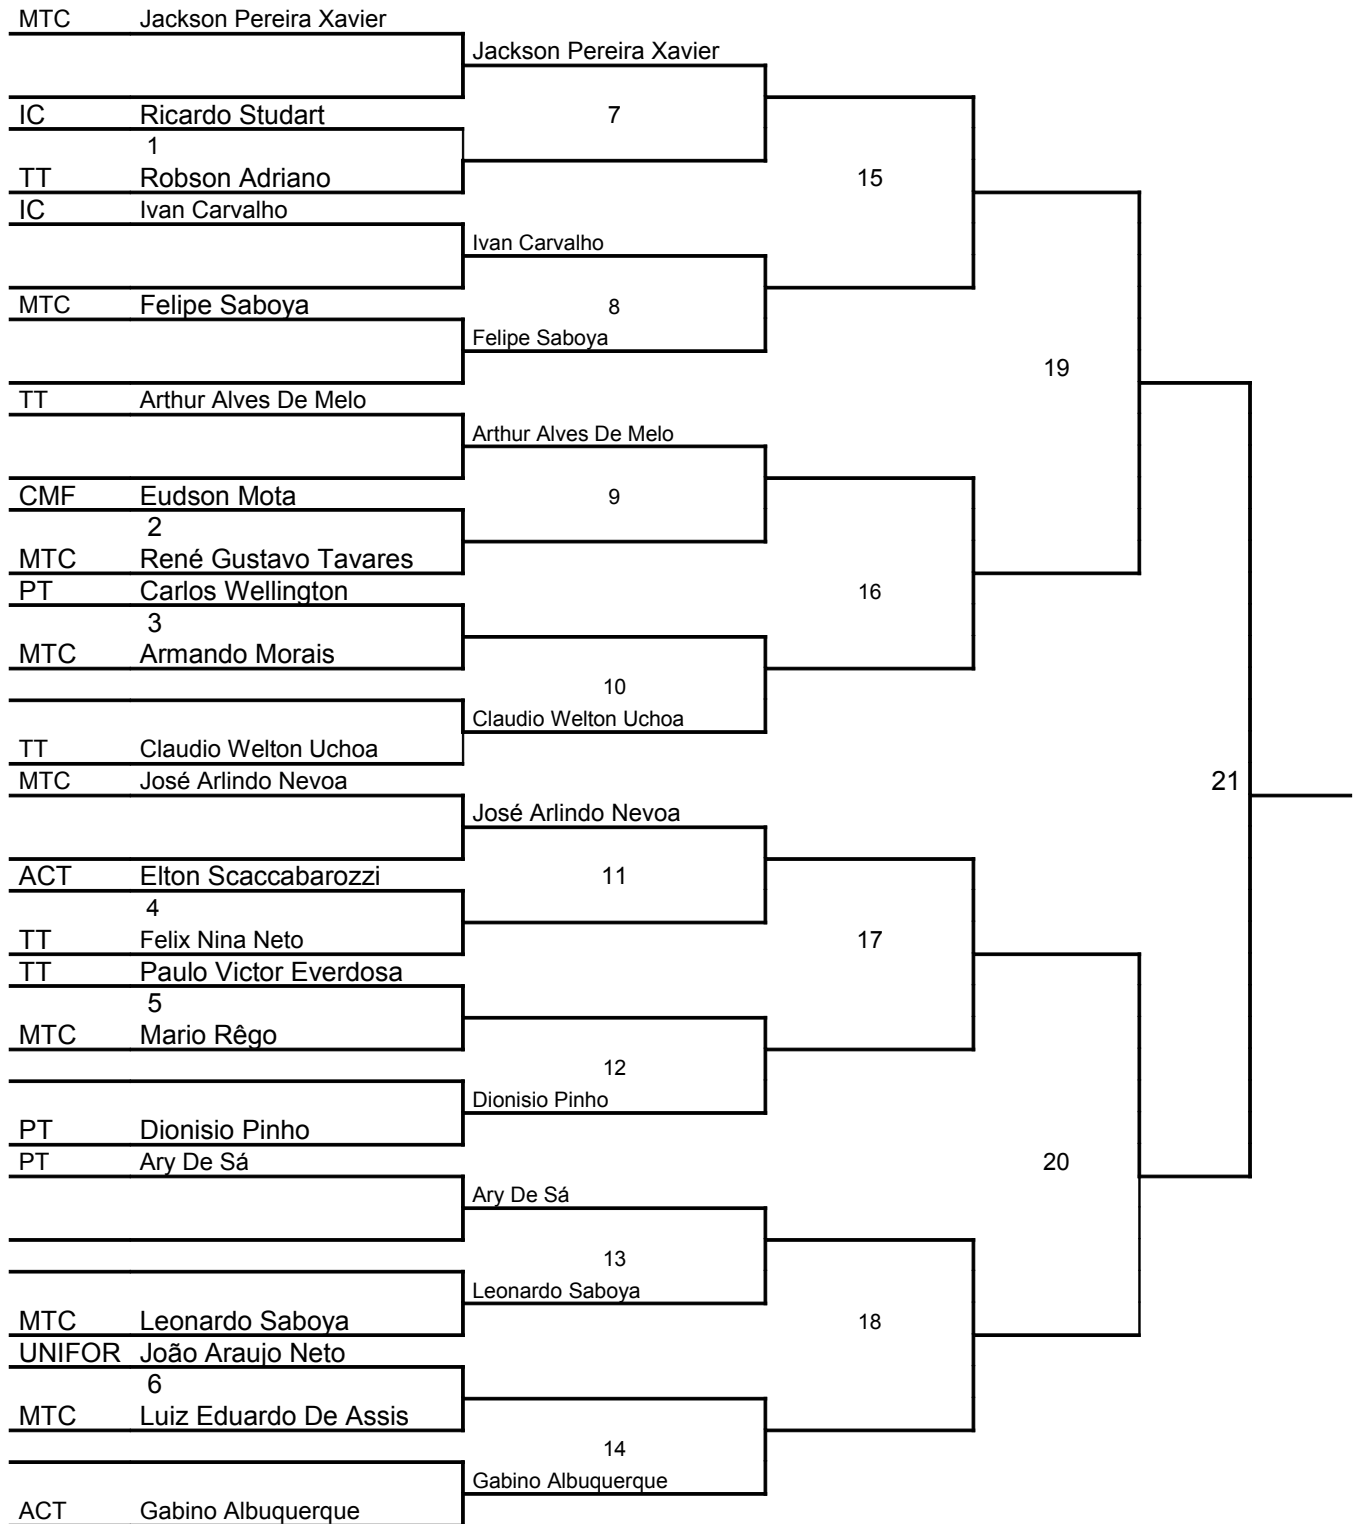 MTC Jackson Pereira Xavier
Jackson Pereira Xavier
IC Ricardo Studart 7
1
TT Robson Adriano 15
IC Ivan Carvalho
Ivan Carvalho
MTC Felipe Saboya 8
Felipe Saboya
19
TT Arthur Alves De Melo
Arthur Alves De Melo
CMF Eudson Mota 9
2
MTC René Gustavo Tavares
PT Carlos Wellington 16
3
MTC Armando Morais
10
Claudio Welton Uchoa
TT Claudio Welton Uchoa
MTC José Arlindo Nevoa 21
José Arlindo Nevoa
ACT Elton Scaccabarozzi 11
4
TT Felix Nina Neto 17
TT Paulo Victor Everdosa
5
MTC Mario Rêgo
12
Dionisio Pinho
PT Dionisio Pinho
PT Ary De Sá 20
Ary De Sá
13
Leonardo Saboya
MTC Leonardo Saboya 18
UNIFOR João Araujo Neto
6
MTC Luiz Eduardo De Assis
14
Gabino Albuquerque
ACT Gabino Albuquerque